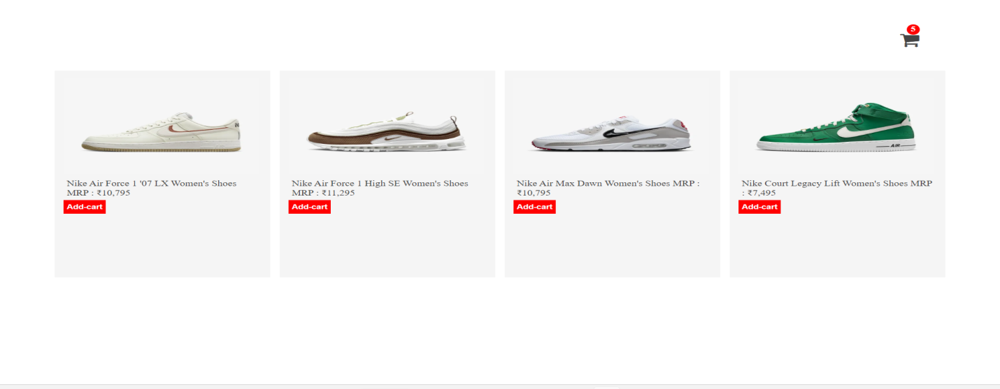 5
Nike Air Force 1 '07 LX Women's Shoes
MRP : ₹10,795
Add-cart
Nike Air Force 1 High SE Women's Shoes
MRP : ₹11,295
Add-cart
Nike Air Max Dawn Women's Shoes MRP :
₹10,795
Add-cart
AIR
Nike Court Legacy Lift Women's Shoes MRP
: ₹7,495
Add-cart